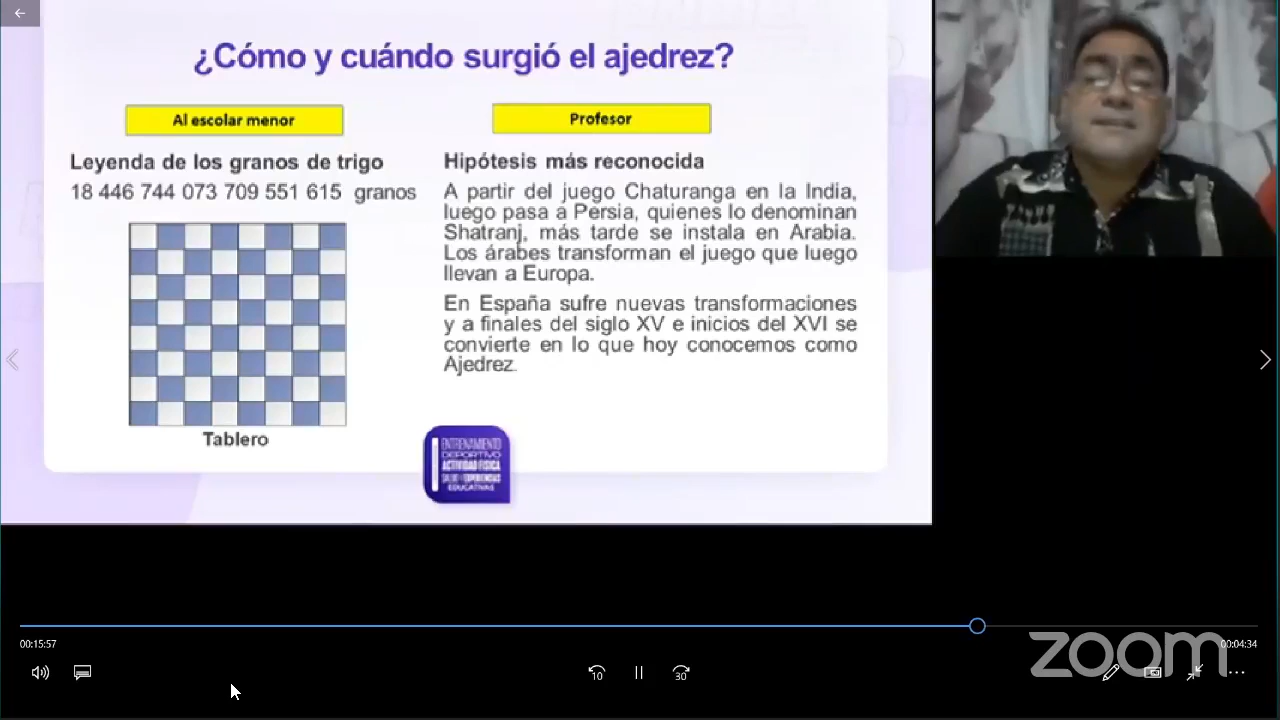 ¿Cómo y cuándo surgió el ajedrez?
Al escolar menor
Leyenda de los granos de trigo
18 446 744 073 709 551 615 granos
Tablero
Profesor
Hipótesis más reconocida
A partir del juego Chaturanga en la India,
luego pasa a Persia, quienes lo denominan
Shatranj, más tarde se instala en Arabia.
Los árabes transforman el juego que luego
llevan a Europa.
En España sufre nuevas transformaciones
y a finales del siglo XV e inicios del XVI se
convierte en lo que hoy conocemos como
Ajedrez.
ENTRENAMIENTO
DEPORTIVO
ACTIVIDAD FÍSICA
SALUD Y EXPERIENCIAS
EDUCATIVAS
00:15:57
00:04:34
10
30
zoom